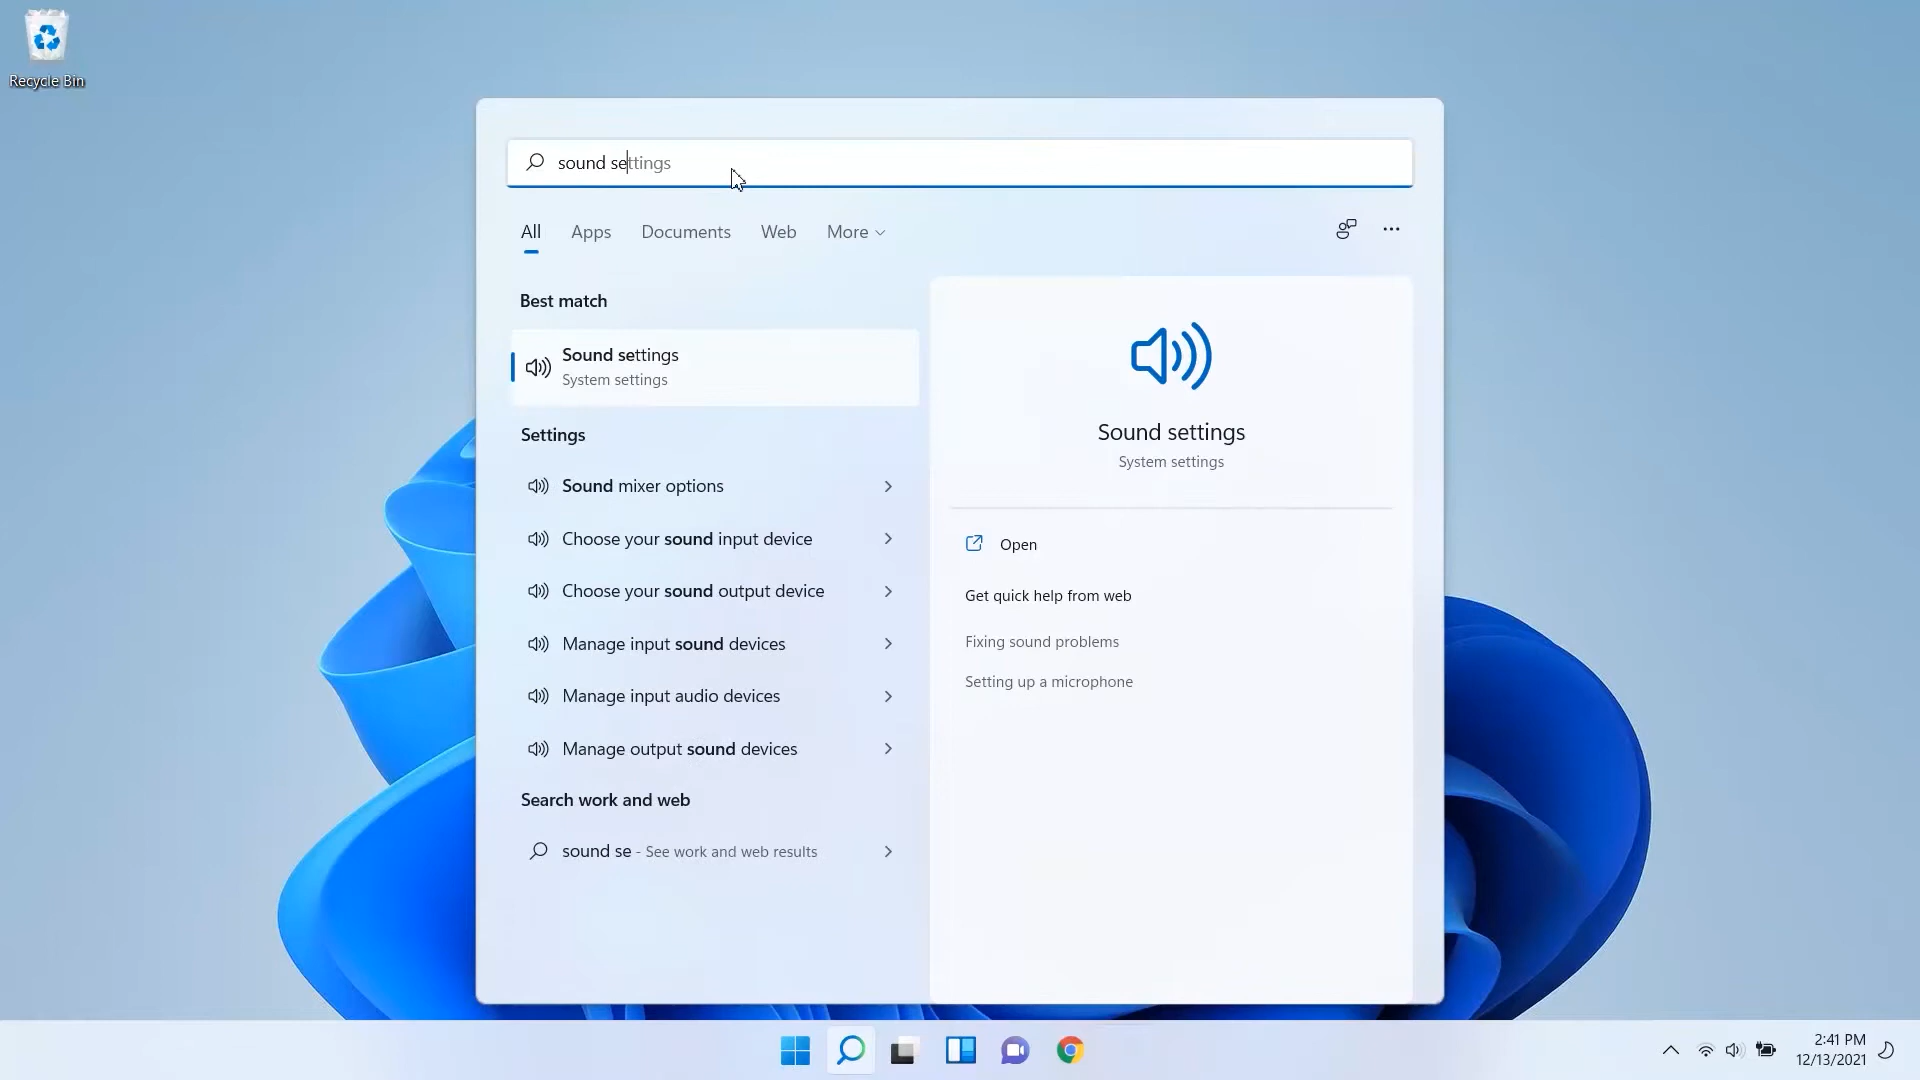 Recycle Bin
sound settings
All Apps Documents Web More
Best match
Sound settings
System settings
Settings
Sound mixer options
Choose your sound input device
Choose your sound output device
Manage input sound devices
Manage input audio devices
Manage output sound devices
Search work and web
sound se - See work and web results
Sound settings
System settings
Open
Get quick help from web
Fixing sound problems
Setting up a microphone
2:41 PM
12/13/2021